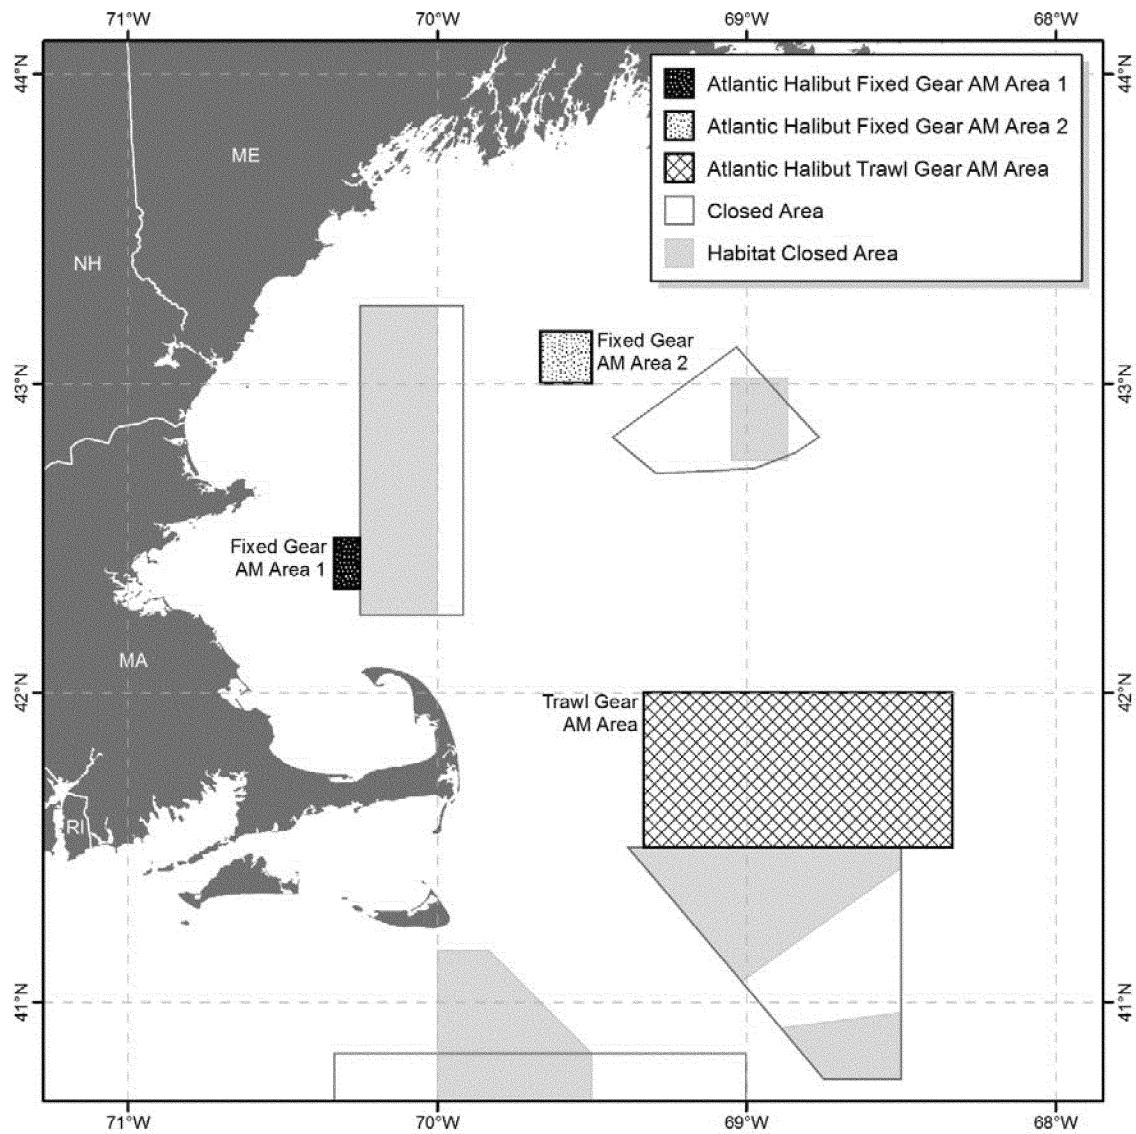 71°W 70°W 69°W 68°W
44°N 44°N
Atlantic Halibut Fixed Gear AM Area 1
Atlantic Halibut Fixed Gear AM Area 2
Atlantic Halibut Trawl Gear AM Area
Closed Area
Habitat Closed Area
ME
NH
Fixed Gear
AM Area 2
43°N 43°N
Fixed Gear
AM Area 1
MA
42°N 42°N
Trawl Gear
AM Area
RI
41°N 41°N
71°W 70°W 69°W 68°W